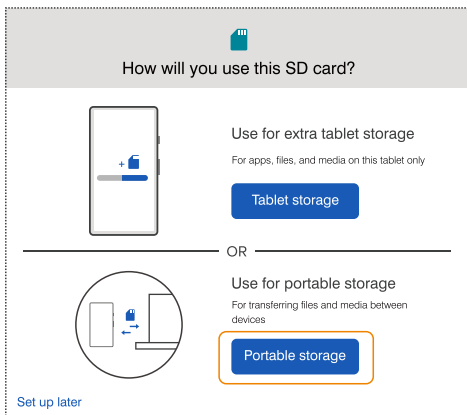 How will you use this SD card?
Use for extra tablet storage
For apps, files, and media on this tablet only
Tablet storage
OR
Use for portable storage
For transferring files and media between
devices
Portable storage
Set up later